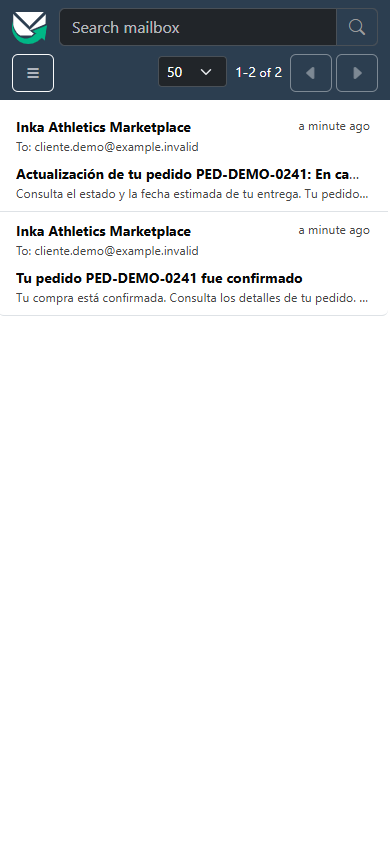 Search mailbox
50
1-2 of 2
Inka Athletics Marketplace
a minute ago
To: cliente.demo@example.invalid
Actualización de tu pedido PED-DEMO-0241: En ca...
Consulta el estado y la fecha estimada de tu entrega. Tu pedido...
Inka Athletics Marketplace
a minute ago
To: cliente.demo@example.invalid
Tu pedido PED-DEMO-0241 fue confirmado
Tu compra está confirmada. Consulta los detalles de tu pedido. ...